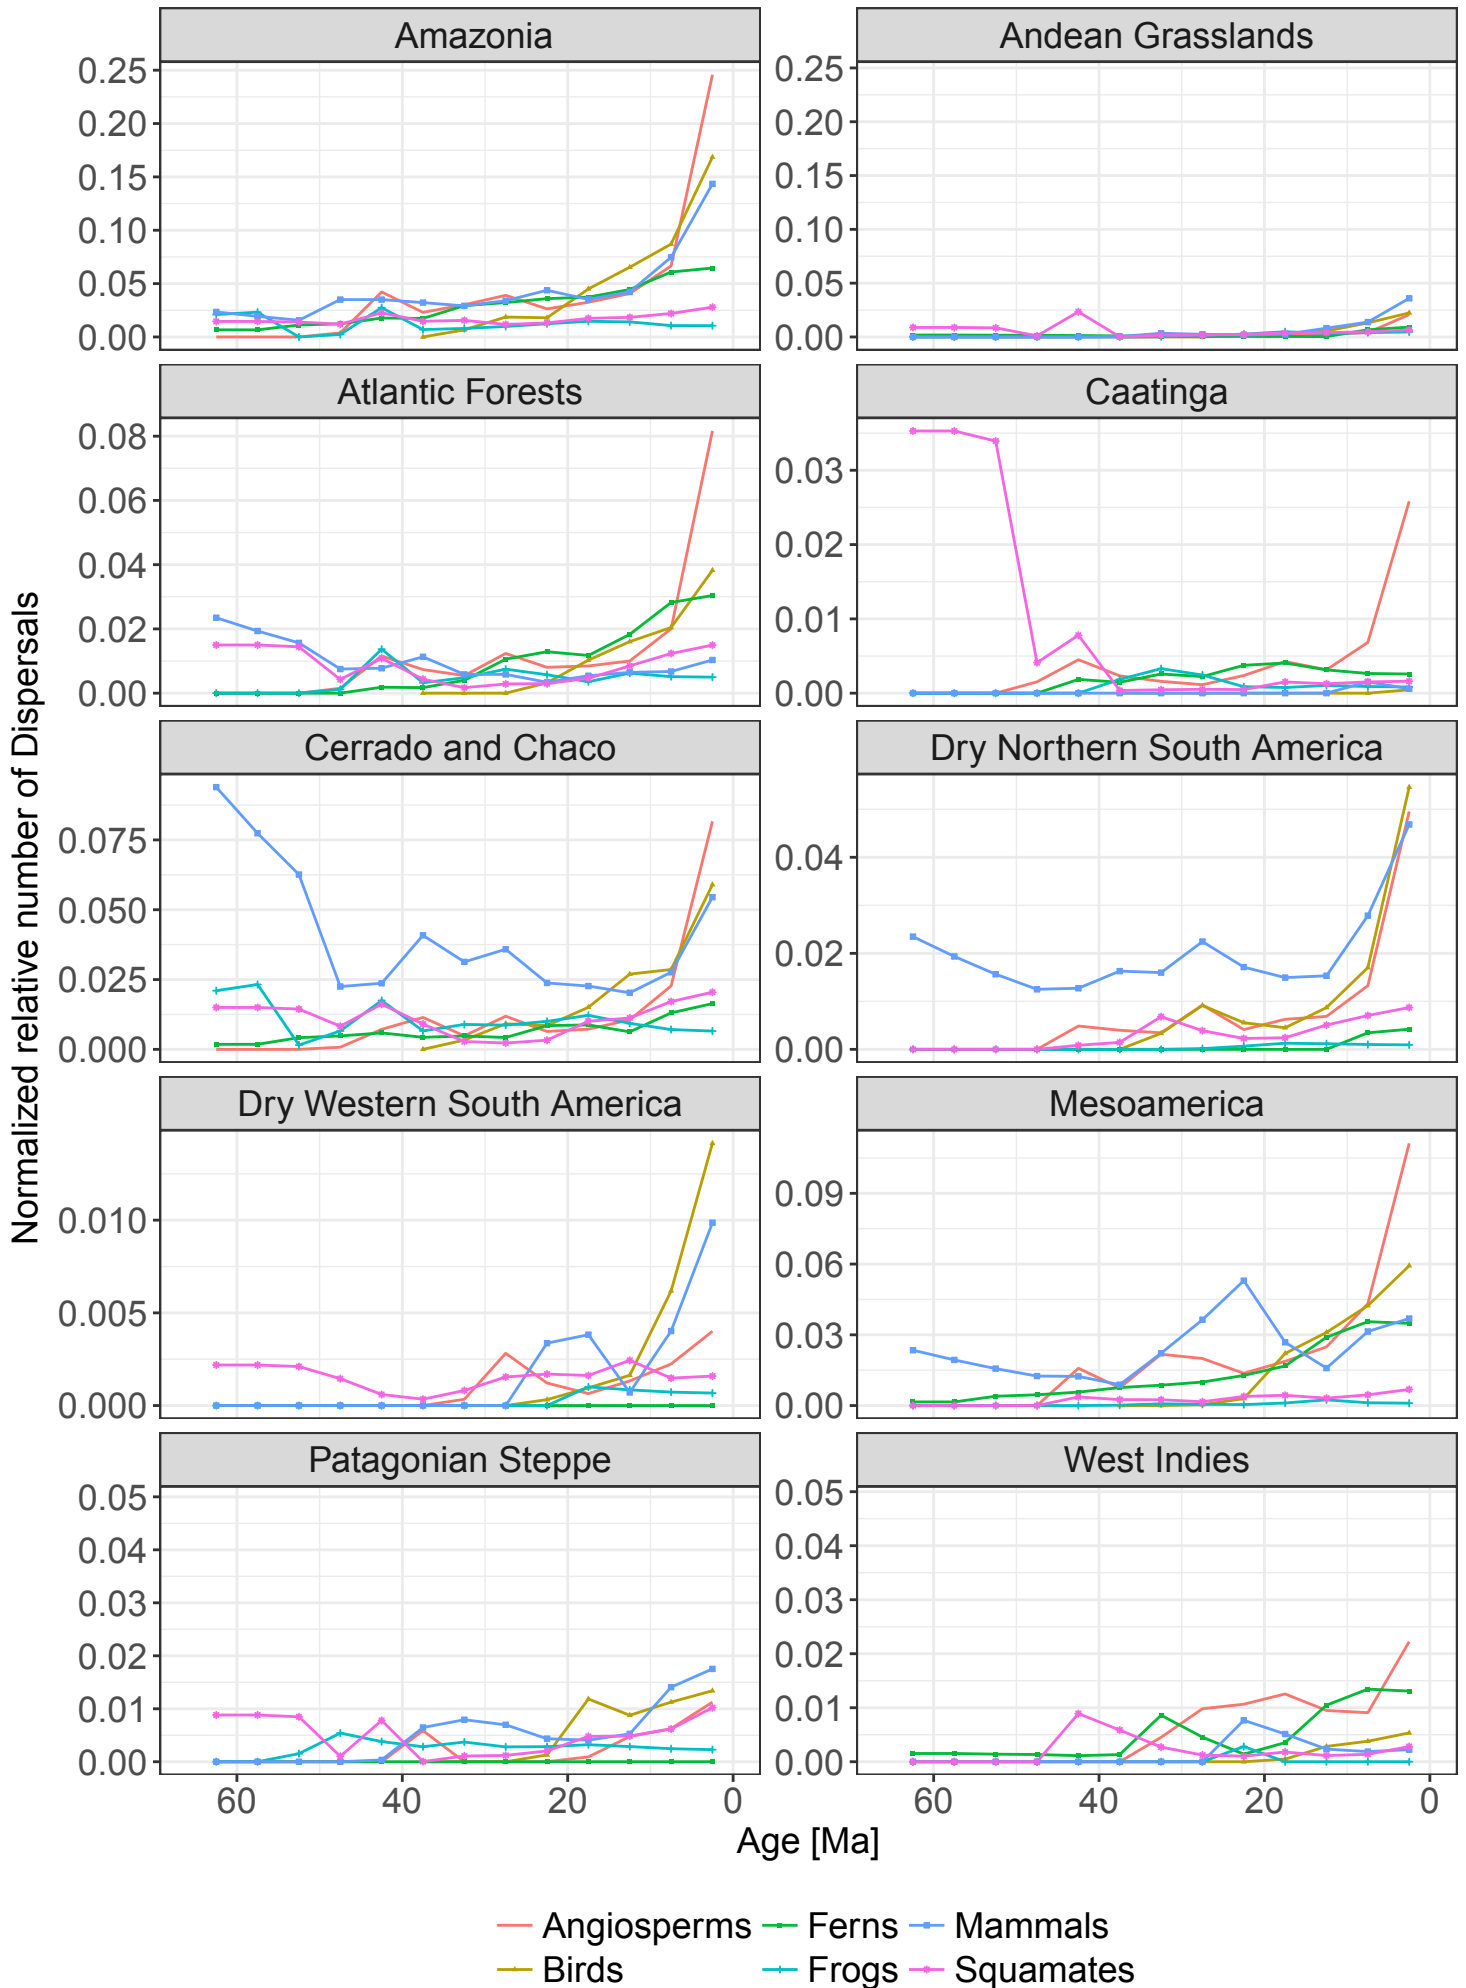 Amazonia
Andean Grasslands
0.25
0.20
0.15
0.10
0.05
0.00
0.25
0.20
0.15
0.10
0.05
0.00
Atlantic Forests
Caatinga
0.08
0.06
0.04
0.02
0.00
0.03
0.02
0.01
0.00
Cerrado and Chaco
Dry Northern South America
0.075
0.050
0.025
0.000
0.04
0.02
0.00
Dry Western South America
Mesoamerica
0.010
0.005
0.000
0.09
0.06
0.03
0.00
Patagonian Steppe
West Indies
0.05
0.04
0.03
0.02
0.01
0.00
0.05
0.04
0.03
0.02
0.01
0.00
60 40 20 0
60 40 20 0
Normalized relative number of Dispersals
Age [Ma]
Angiosperms Ferns Mammals
Birds Frogs Squamates